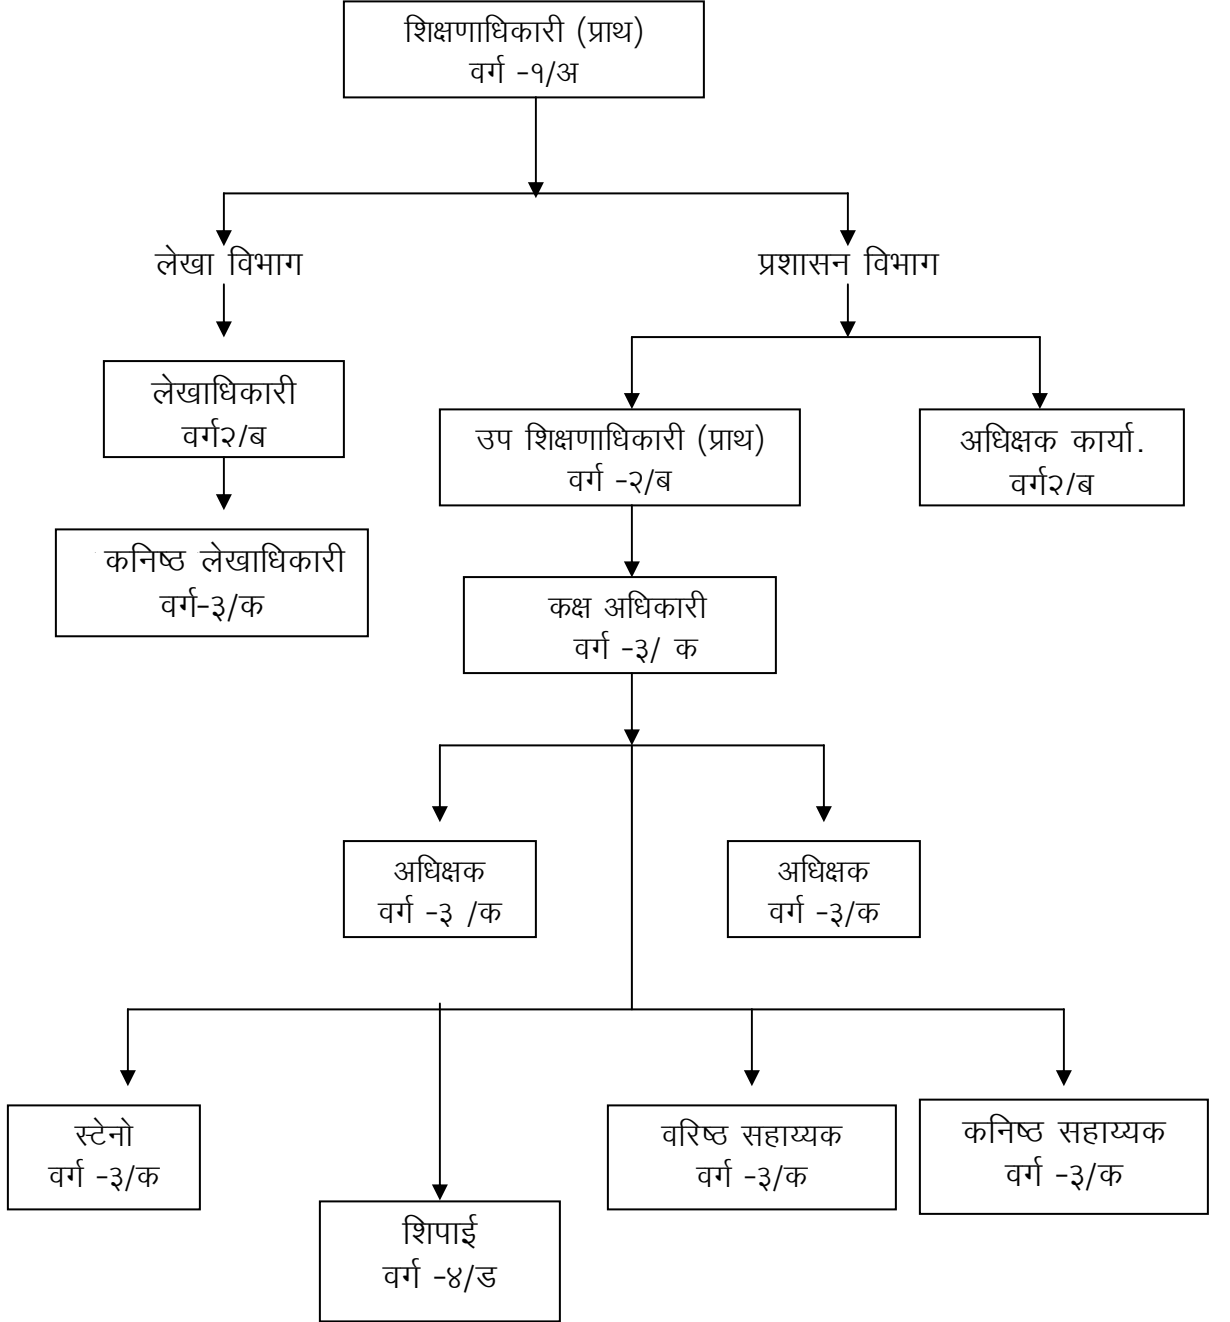 शिक्षणाधिकारी (प्राथ)
वर्ग -१/अ
लेखा विभाग
प्रशासन विभाग
लेखाधिकारी
वर्ग२/ब
उप शिक्षणाधिकारी (प्राथ)
वर्ग -२/ब
अधिक्षक कार्या.
वर्ग२/ब
कनिष्ठ लेखाधिकारी
वर्ग-३/क
कक्ष अधिकारी
वर्ग -३/ क
अधिक्षक
वर्ग -३ /क
अधिक्षक
वर्ग -३/क
स्टेनो
वर्ग -३/क
शिपाई
वर्ग -४/ड
वरिष्ठ सहाय्यक
वर्ग -३/क
कनिष्ठ सहाय्यक
वर्ग -३/क